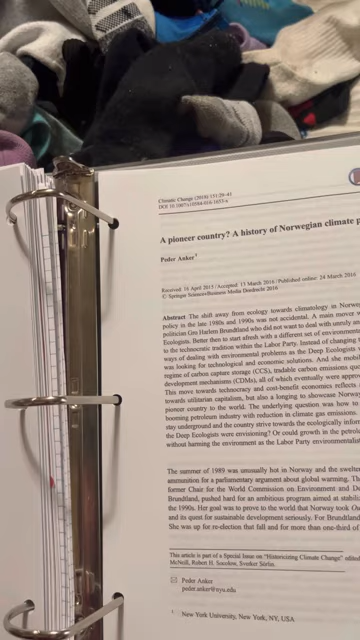 Climatic Change (2018) 151:29–41
DOI 10.1007/s10584-016-1653-x
A pioneer country? A history of Norwegian climate p
Peder Anker¹
Received: 16 April 2015 / Accepted: 13 March 2016 / Published online: 24 March 2016
© Springer Science+Business Media Dordrecht 2016
Abstract The shift away from ecology towards climatology in Norwe
policy in the late 1980s and 1990s was not accidental. A main mover w
politician Gro Harlem Brundtland who did not want to deal with unruly an
Ecologists. Better then to start afresh with a different set of environmenta
to the technocratic tradition within the Labor Party. Instead of changing t
ways of dealing with environmental problems as the Deep Ecologists
was looking for technological and economic solutions. And the mobil
regime of carbon capture storage (CCS), tradable carbon emissions quo
development mechanisms (CDMs), all of which eventually were approv
This move towards technocracy and cost-benefit economics reflects
towards utilitarian capitalism, but also a longing to showcase Norway
pioneer country to the world. The underlying question was how to
booming petroleum industry with reduction in climate gas emissions.
stay underground and the country strive towards the ecologically inform
the Deep Ecologists were envisioning? Or could growth in the petrole
without harming the environment as the Labor Party environmentalist
The summer of 1989 was unusually hot in Norway and the swelter
ammunition for a parliamentary argument about global warming. Th
former Chair for the World Commission on Environment and De
Brundtland, pushed hard for an ambitious program aimed at stabiliz
the 1990s. Her goal was to prove to the world that Norway took Ou
and its quest for sustainable development seriously. For Brundtland
She was up for re-election that fall and for more than one-third of
This article is part of a Special Issue on “Historicizing Climate Change” edited
McNeill, Robert H. Socolow, Sverker Sörlin.
Peder Anker
peder.anker@nyu.edu
¹ New York University, New York, NY, USA